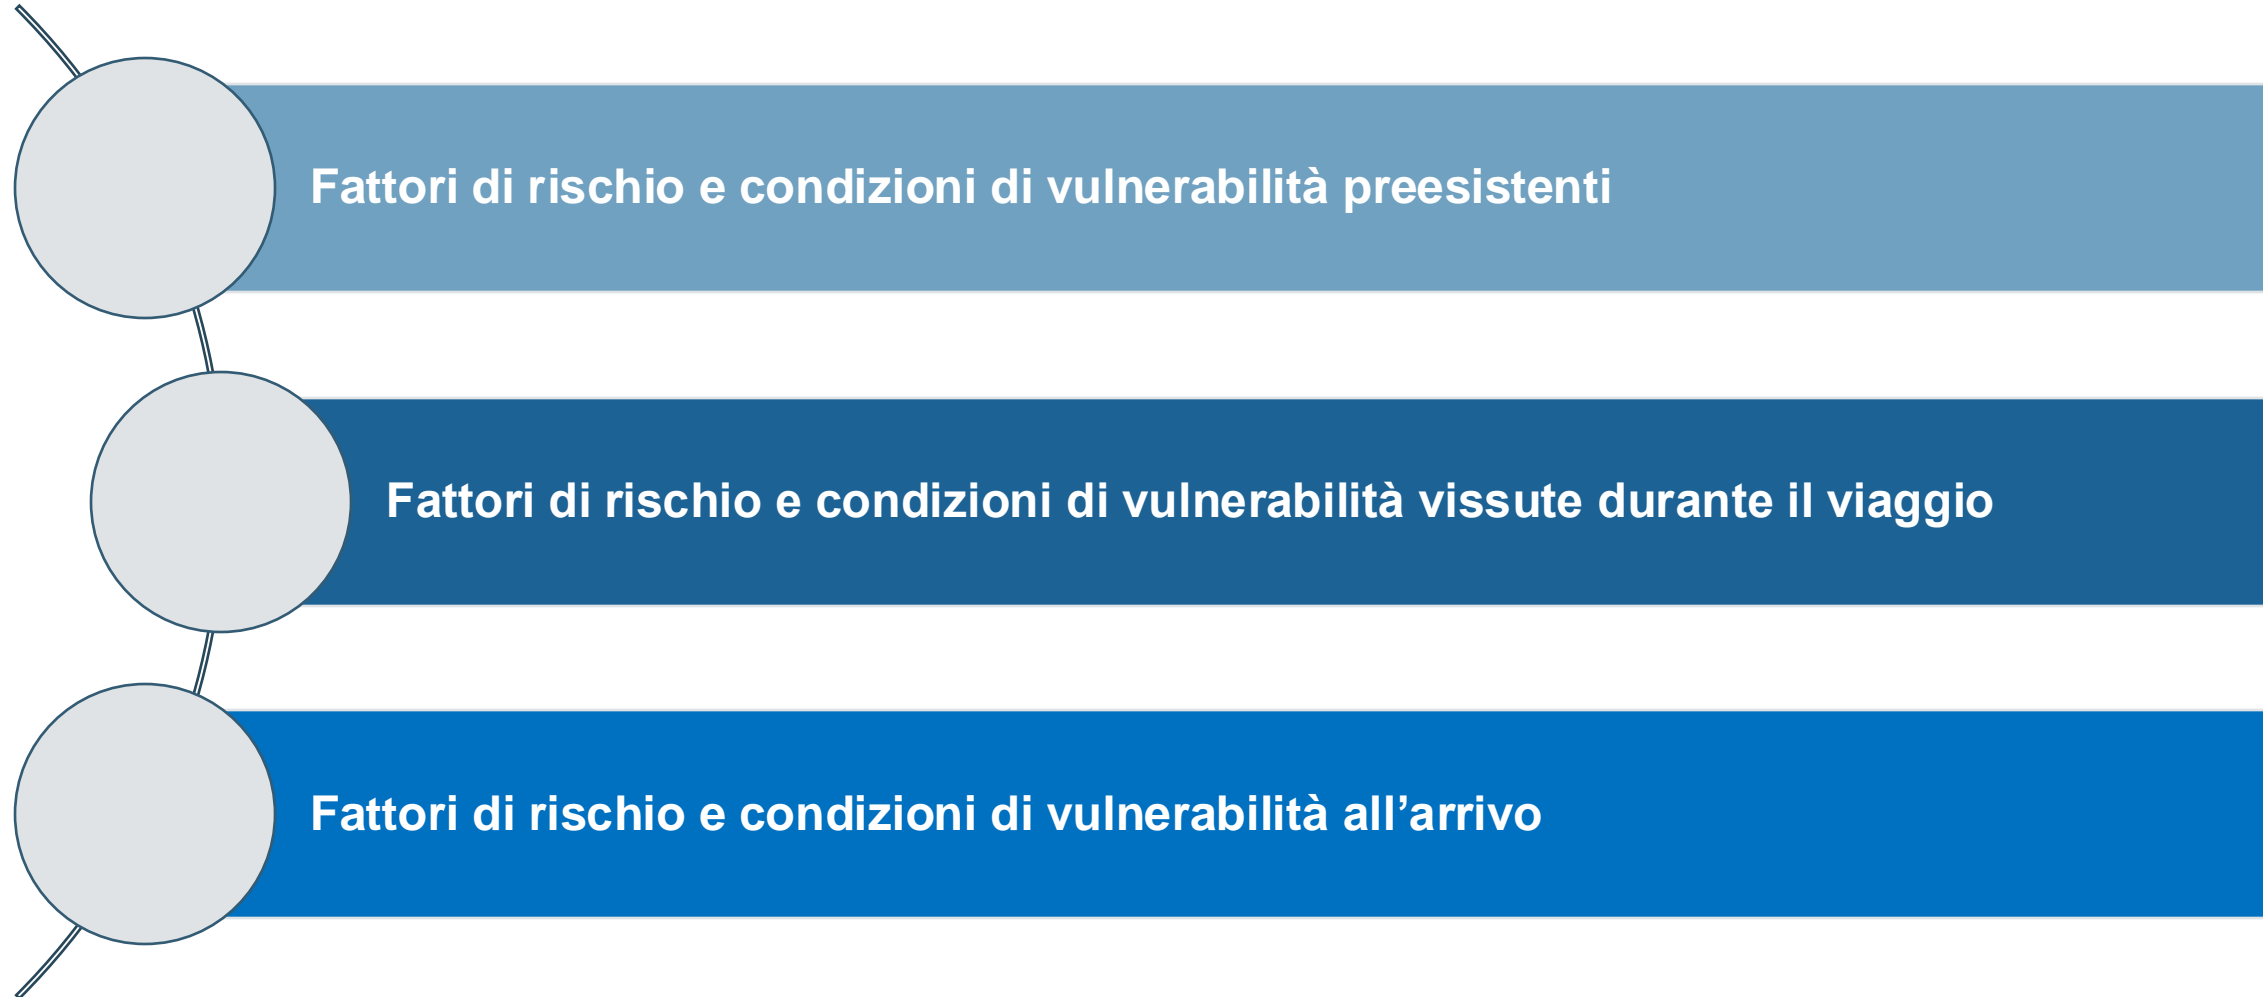 Fattori di rischio e condizioni di vulnerabilità preesistenti
Fattori di rischio e condizioni di vulnerabilità vissute durante il viaggio
Fattori di rischio e condizioni di vulnerabilità all’arrivo